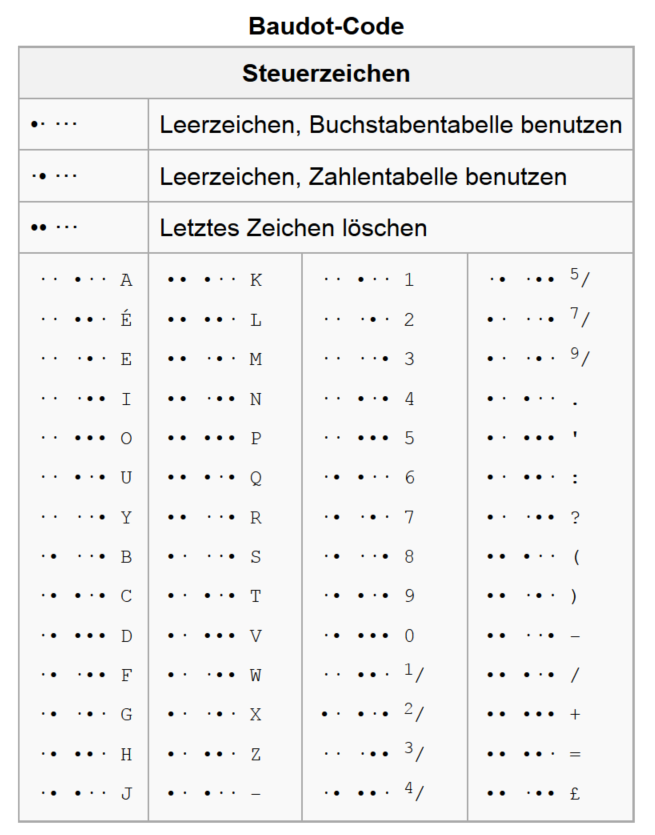 Baudot-Code
Steuerzeichen
•· ··· Leerzeichen, Buchstabentabelle benutzen
·• ··· Leerzeichen, Zahlentabelle benutzen
•• ··· Letztes Zeichen löschen
·· •·· A •• •·· K ·· •·· 1 ·• ·•• 5/
·· ••· É •• ••· L ·· ·•· 2 •· ··• 7/
·· ·•· E •• ·•· M ·· ··• 3 •· ·•· 9/
·· ·•• I •• ·•• N ·· •·• 4 •· •·· .
·· ••• O •• ••• P ·· ••• 5 •· ••• '
·· •·• U •• •·• Q ·• •·· 6 •· ••· :
·· ··• Y •• ··• R ·• ·•· 7 •· ·•• ?
·• ··• B •· ··• S ·• ··• 8 •• •·· (
·• •·• C •· •·• T ·• •·• 9 •• ·•· )
·• ••• D •· ••• V ·• ••• 0 •• ··• -
·• ·•• F •· ·•• W ·· ••· 1/ •• •·• /
·• ·•· G •· ·•· X •· •·• 2/ •• ••• +
·• ••· H •· ••· Z ·· ·•• 3/ •• ••· =
·• •·· J •· •·· - ·• ••· 4/ •• ·•• £